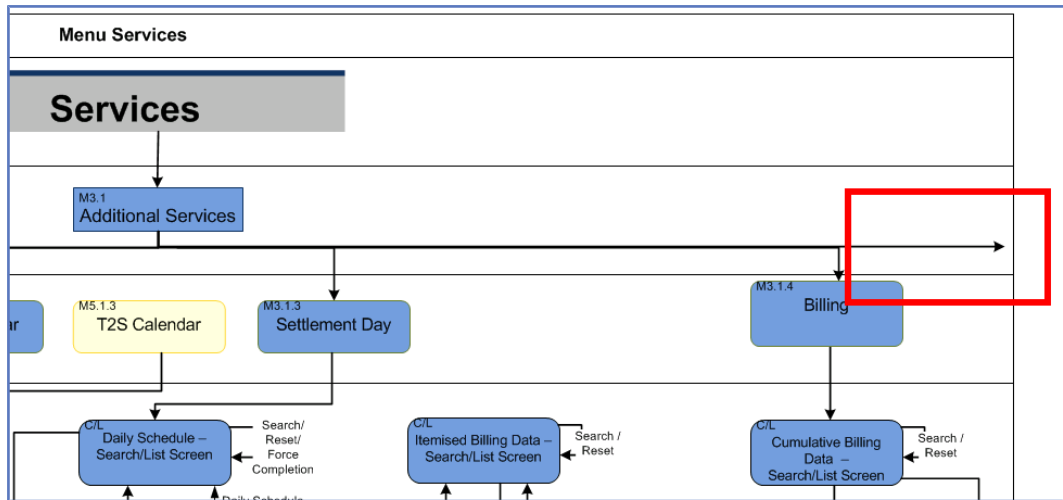 Menu Services
Services
M3.1
Additional Services
ar
M5.1.3
T2S Calendar
M3.1.3
Settlement Day
M3.1.4
Billing
C/L
Daily Schedule –
Search/List Screen
Search/
Reset/
Force
Completion
C/L
Itemised Billing Data –
Search/List Screen
Search /
Reset
C/L
Cumulative Billing
Data –
Search/List Screen
Search /
Reset
Daily Schedule